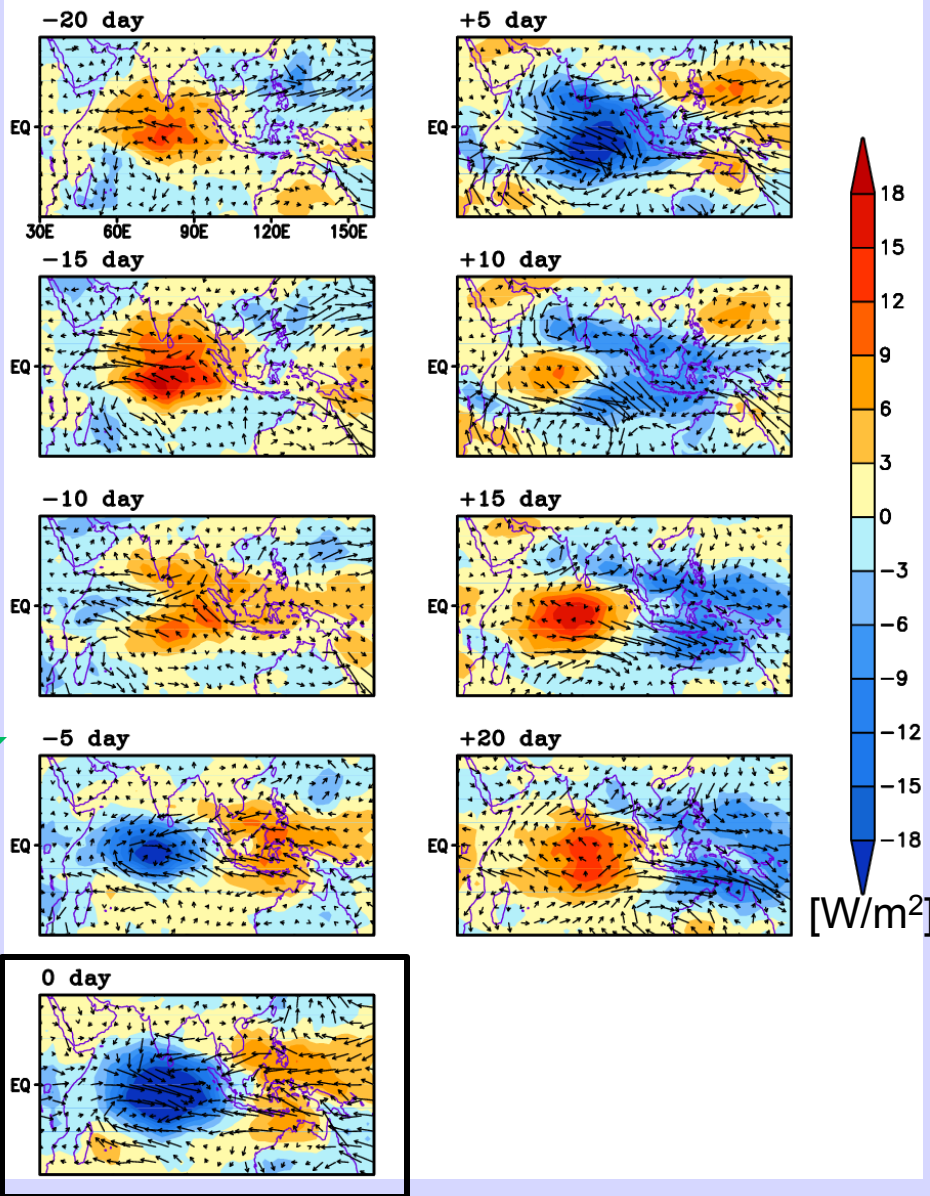 −20 day
EQ
30E 60E 90E 120E 150E
−15 day
EQ
−10 day
EQ
−5 day
EQ
0 day
EQ
+5 day
EQ
+10 day
EQ
+15 day
EQ
+20 day
EQ
18
15
12
9
6
3
0
−3
−6
−9
−12
−15
−18
[W/m²]